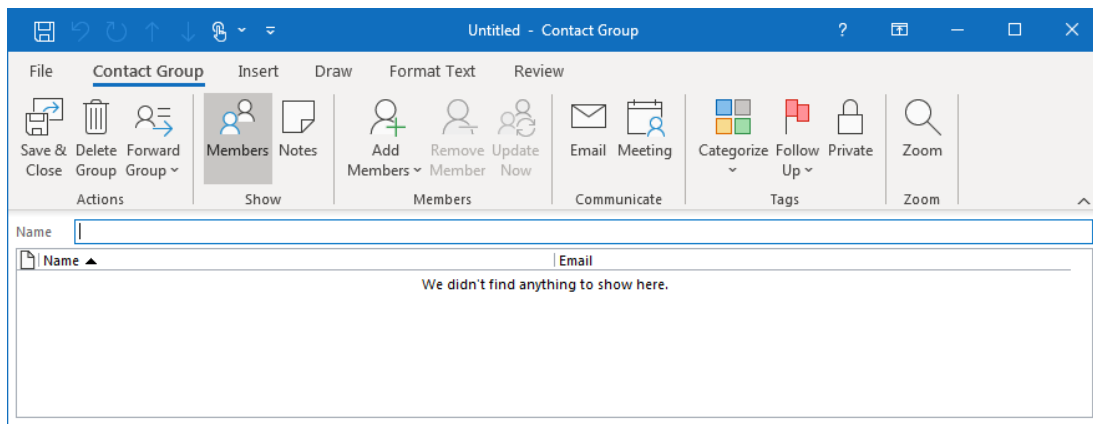 Untitled - Contact Group
?
File Contact Group Insert Draw Format Text Review
Save & Close
Delete Group
Forward Group
Members
Notes
Add Members
Remove Member
Update Now
Email
Meeting
Categorize
Follow Up
Private
Zoom
Actions Show Members Communicate Tags Zoom
Name
Name Email
We didn't find anything to show here.